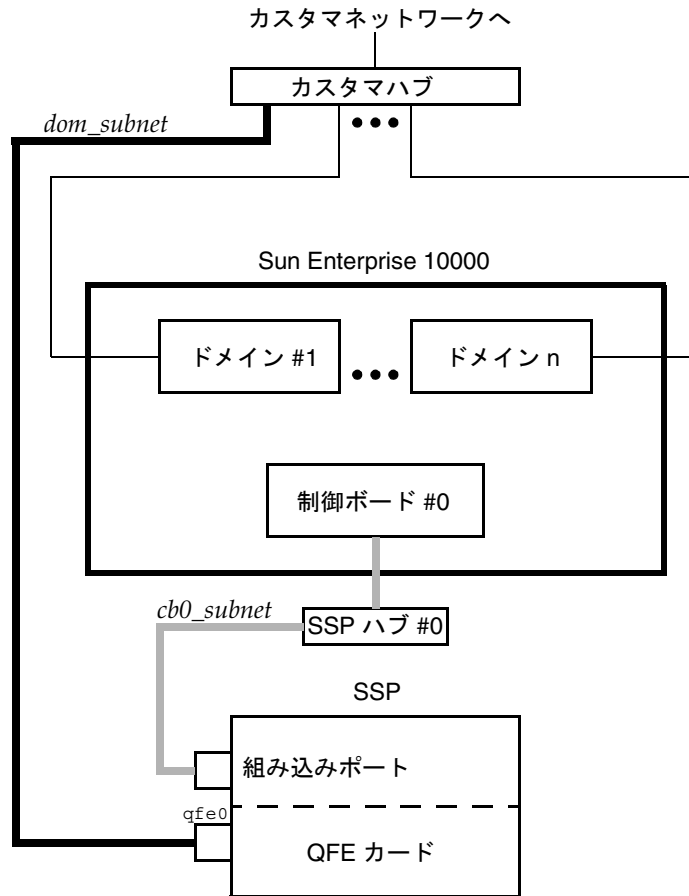 カスタマネットワークへ
カスタマハブ
dom_subnet
Sun Enterprise 10000
ドメイン #1
ドメイン n
制御ボード #0
cb0_subnet
SSP ハブ #0
SSP
組み込みポート
qfe0
QFE カード